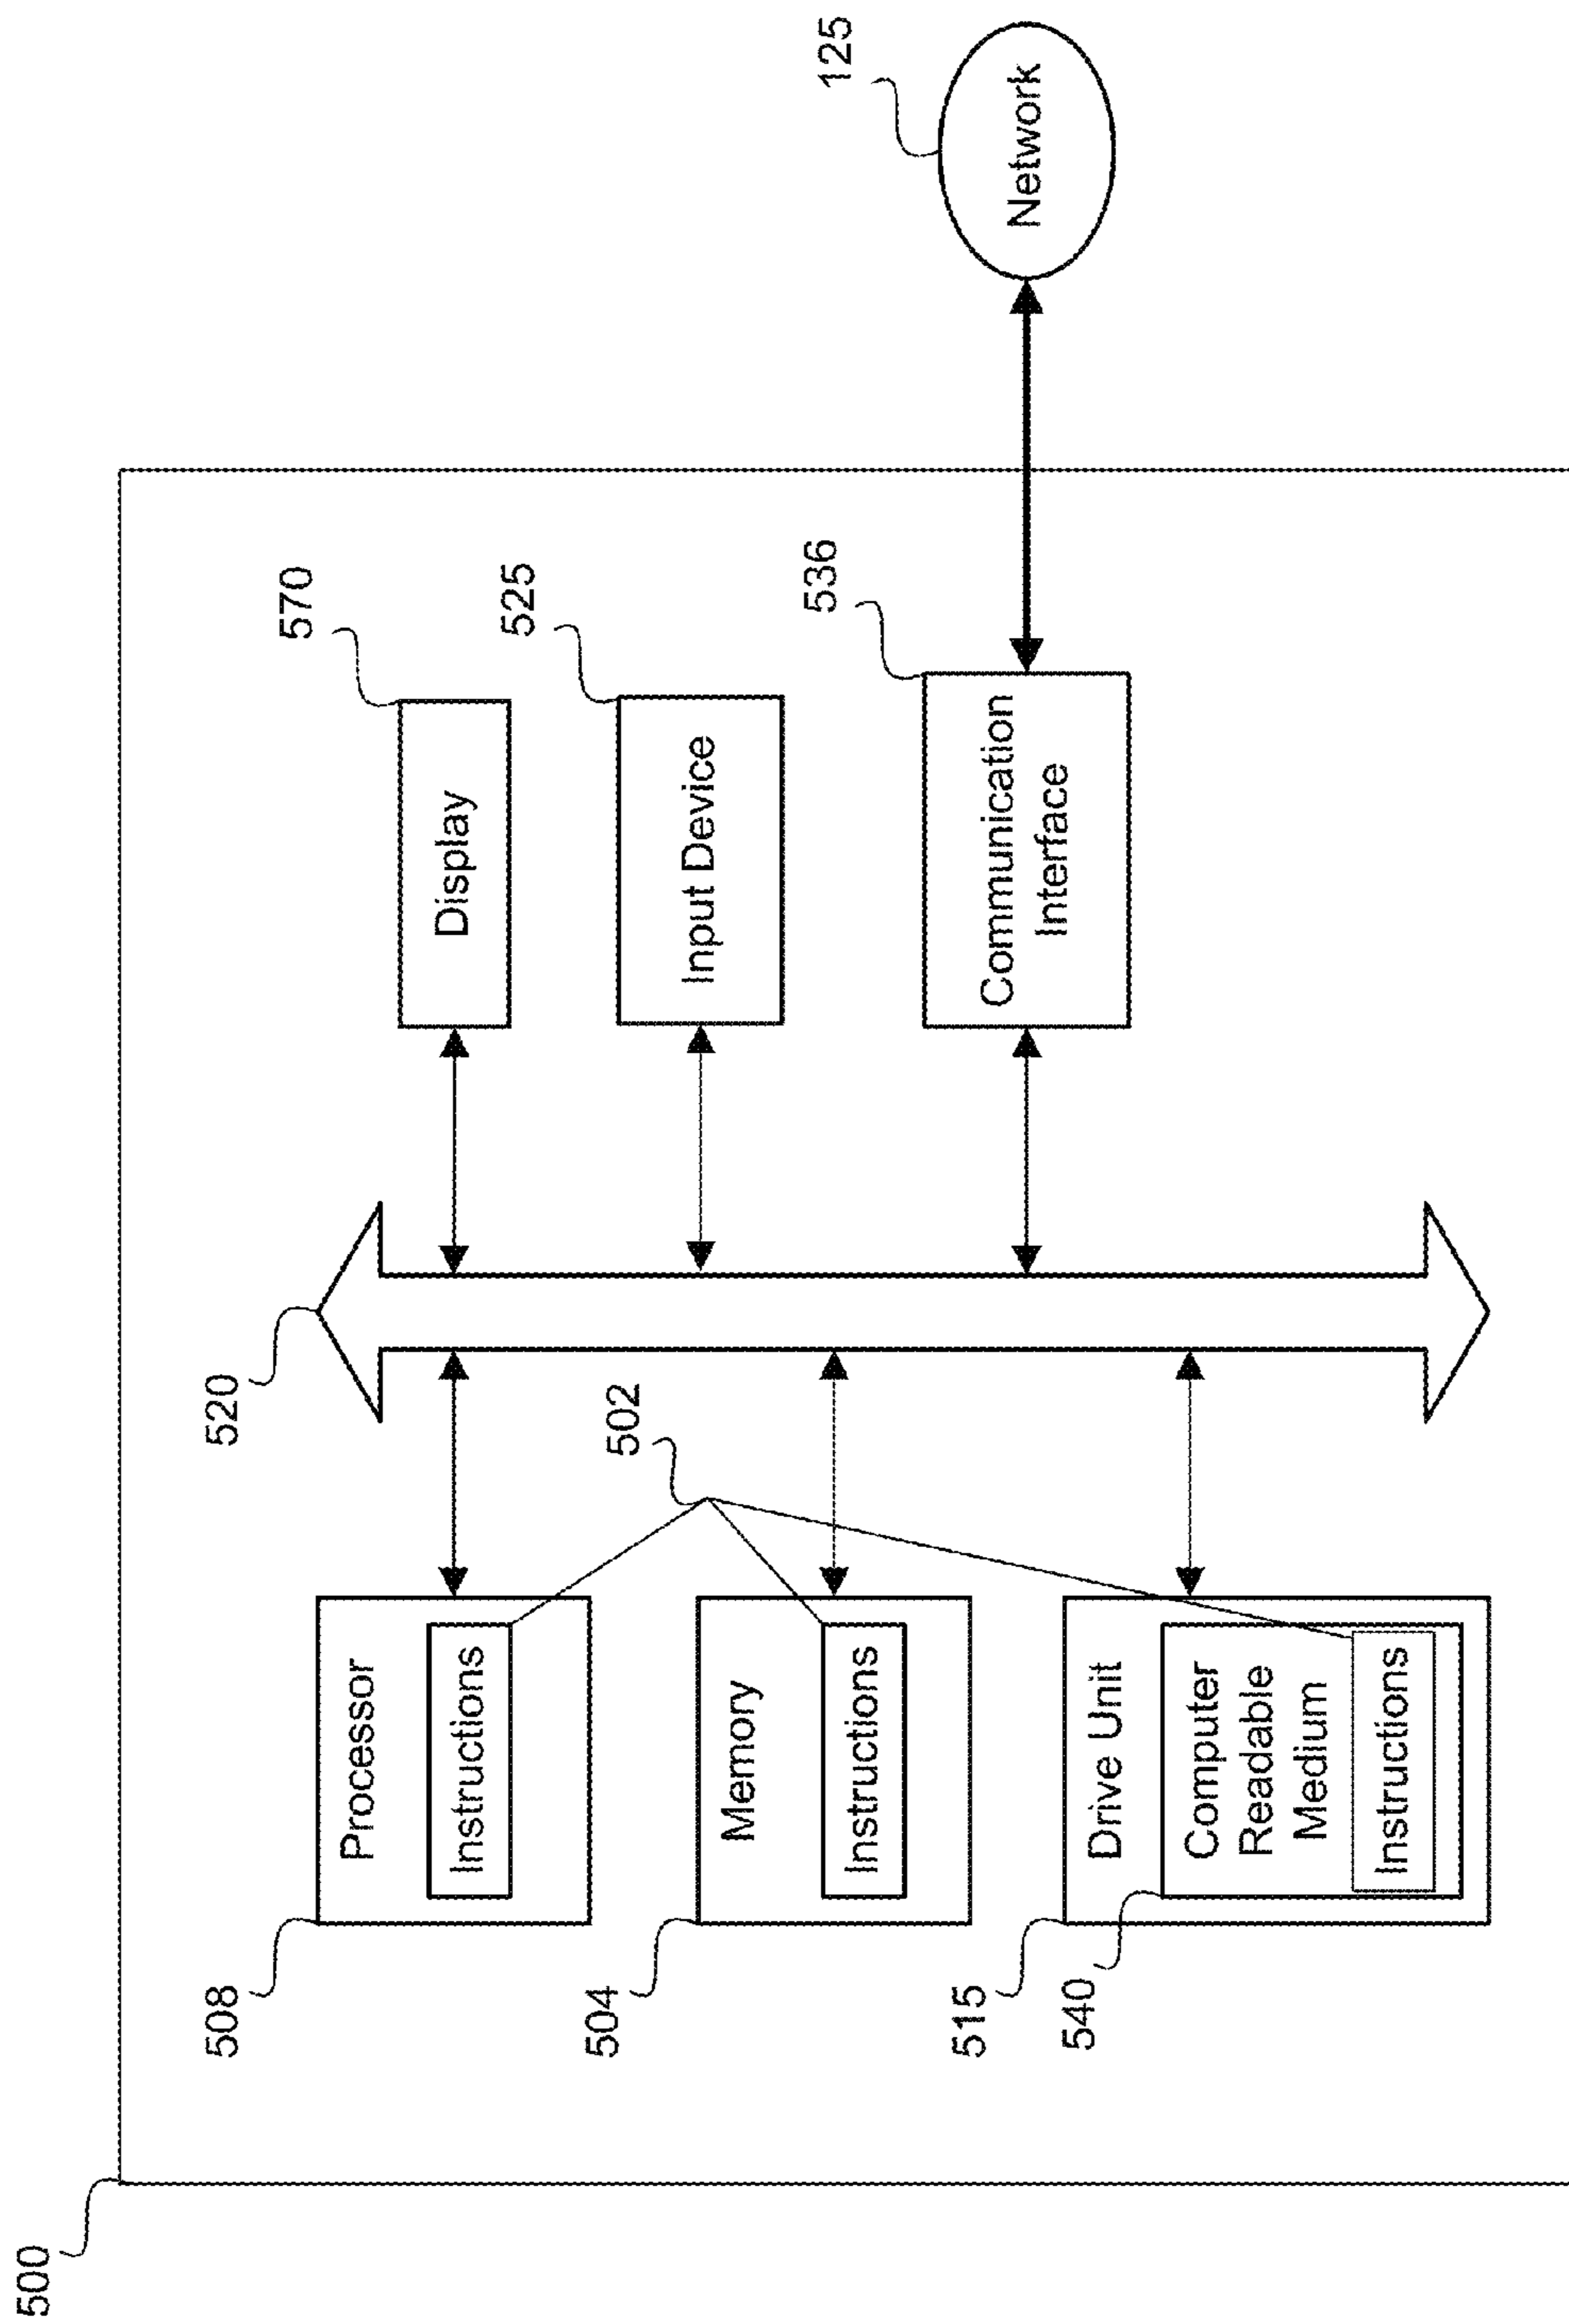 500
508
Processor
Instructions
520
Display
570
504
Memory
Instructions
502
Input Device
525
515
540
Drive Unit
Computer
Readable
Medium
Instructions
Communication
Interface
536
Network
125